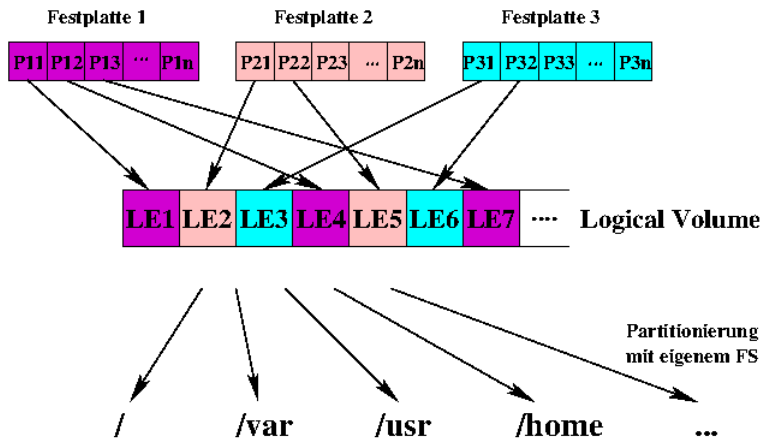 Festplatte 1 Festplatte 2 Festplatte 3
P11 P12 P13 ... P1n P21 P22 P23 ... P2n P31 P32 P33 ... P3n
LE1 LE2 LE3 LE4 LE5 LE6 LE7 .... Logical Volume
Partitionierung
mit eigenem FS
/ /var /usr /home ...